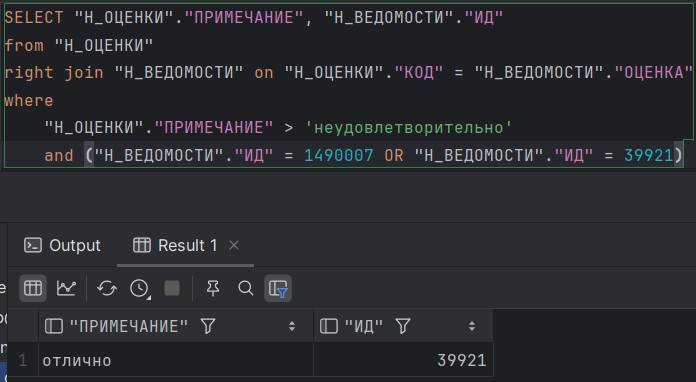 SELECT "Н_ОЦЕНКИ"."ПРИМЕЧАНИЕ", "Н_ВЕДОМОСТИ"."ИД"
from "Н_ОЦЕНКИ"
right join "Н_ВЕДОМОСТИ" on "Н_ОЦЕНКИ"."КОД" = "Н_ВЕДОМОСТИ"."ОЦЕНКА"
where
"Н_ОЦЕНКИ"."ПРИМЕЧАНИЕ" > 'неудовлетворительно'
and ("Н_ВЕДОМОСТИ"."ИД" = 1490007 OR "Н_ВЕДОМОСТИ"."ИД" = 39921)
Output Result 1
"ПРИМЕЧАНИЕ" "ИД"
1 отлично 39921